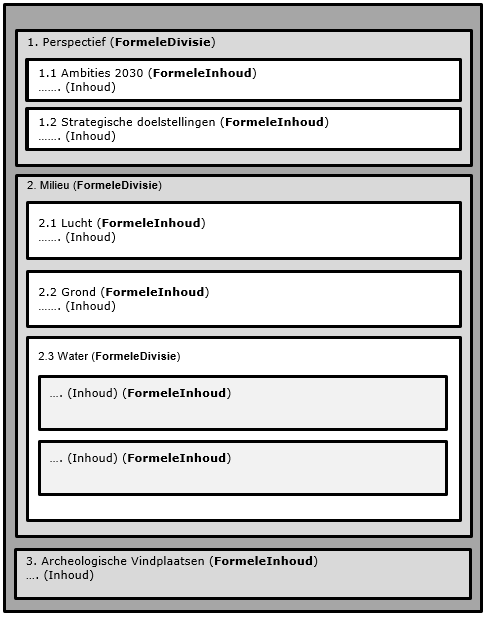 1. Perspectief (FormeleDivisie)
1.1 Ambities 2030 (FormeleInhoud)
....... (Inhoud)
1.2 Strategische doelstellingen (FormeleInhoud)
....... (Inhoud)
2. Milieu (FormeleDivisie)
2.1 Lucht (FormeleInhoud)
....... (Inhoud)
2.2 Grond (FormeleInhoud)
....... (Inhoud)
2.3 Water (FormeleDivisie)
.... (Inhoud) (FormeleInhoud)
.... (Inhoud) (FormeleInhoud)
3. Archeologische Vindplaatsen (FormeleInhoud)
.... (Inhoud)